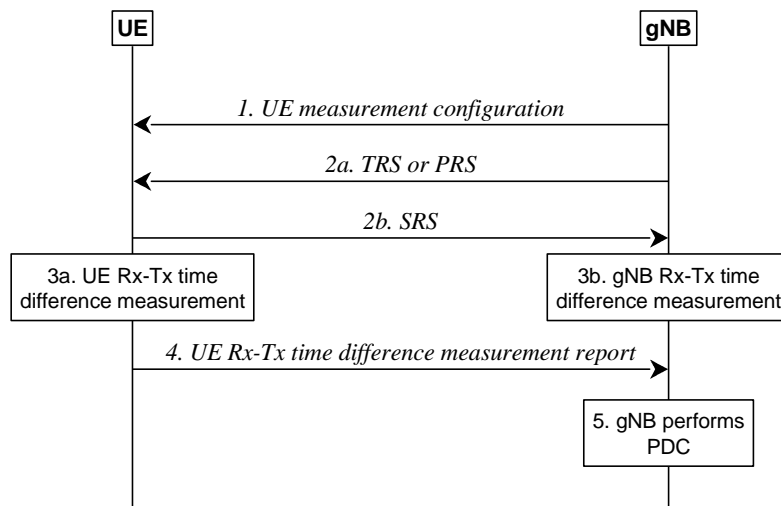 UE
gNB
1. UE measurement configuration
2a. TRS or PRS
2b. SRS
3a. UE Rx-Tx time
difference measurement
3b. gNB Rx-Tx time
difference measurement
4. UE Rx-Tx time difference measurement report
5. gNB performs
PDC